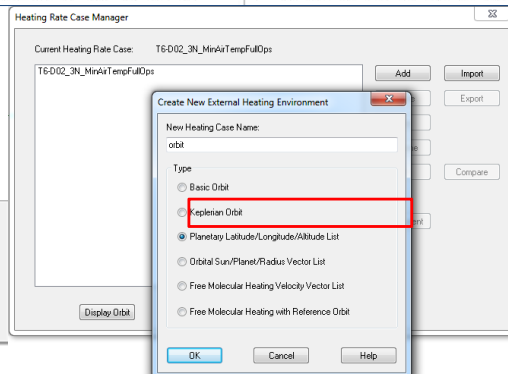 Heating Rate Case Manager
Current Heating Rate Case: T6-D02_3N_MinAirTempFullOps
T6-D02_3N_MinAirTempFullOps
Add
Import
Export
Compare
Display Orbit
Create New External Heating Environment
New Heating Case Name:
orbit
Type
Basic Orbit
Keplerian Orbit
Planetary Latitude/Longitude/Altitude List
Orbital Sun/Planet/Radius Vector List
Free Molecular Heating Velocity Vector List
Free Molecular Heating with Reference Orbit
OK
Cancel
Help